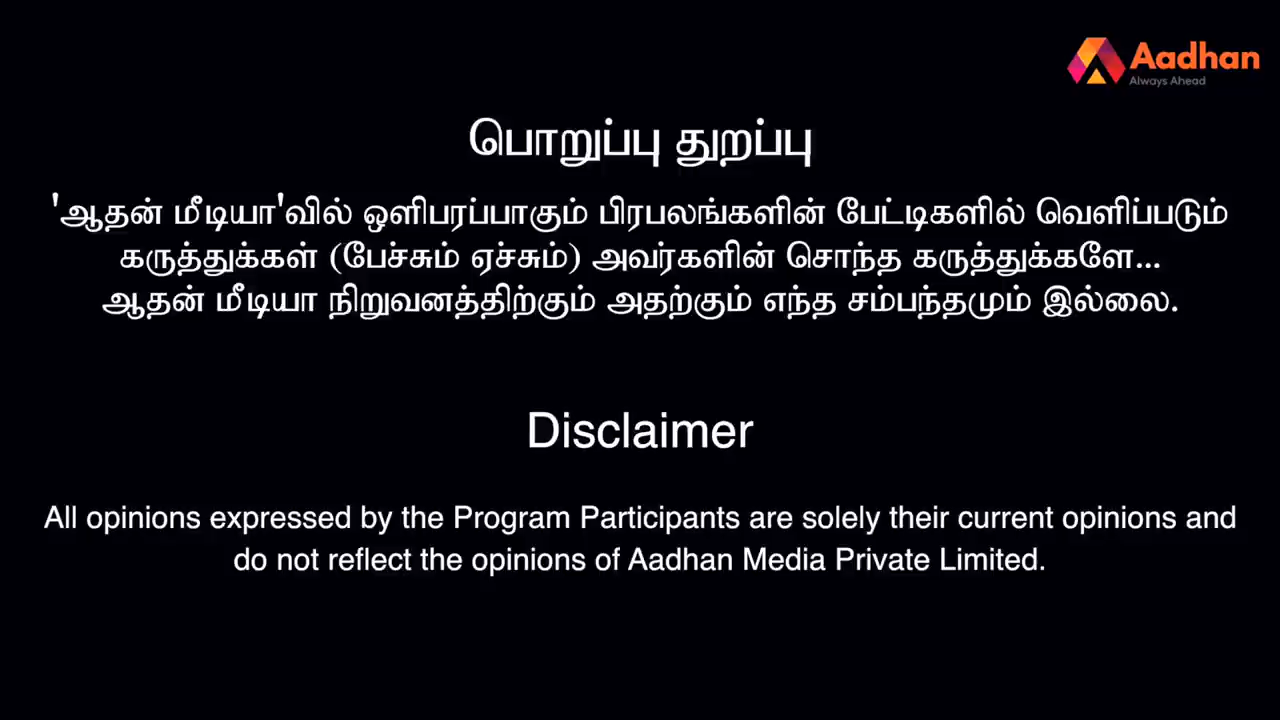 Aadhan
Always Ahead
பொறுப்பு துறப்பு
'ஆதன் மீடியா'வில் ஒளிபரப்பாகும் பிரபலங்களின் பேட்டிகளில் வெளிப்படும்
கருத்துக்கள் (பேச்சும் ஏச்சும்) அவர்களின் சொந்த கருத்துக்களே...
ஆதன் மீடியா நிறுவனத்திற்கும் அதற்கும் எந்த சம்பந்தமும் இல்லை.
Disclaimer
All opinions expressed by the Program Participants are solely their current opinions and
do not reflect the opinions of Aadhan Media Private Limited.